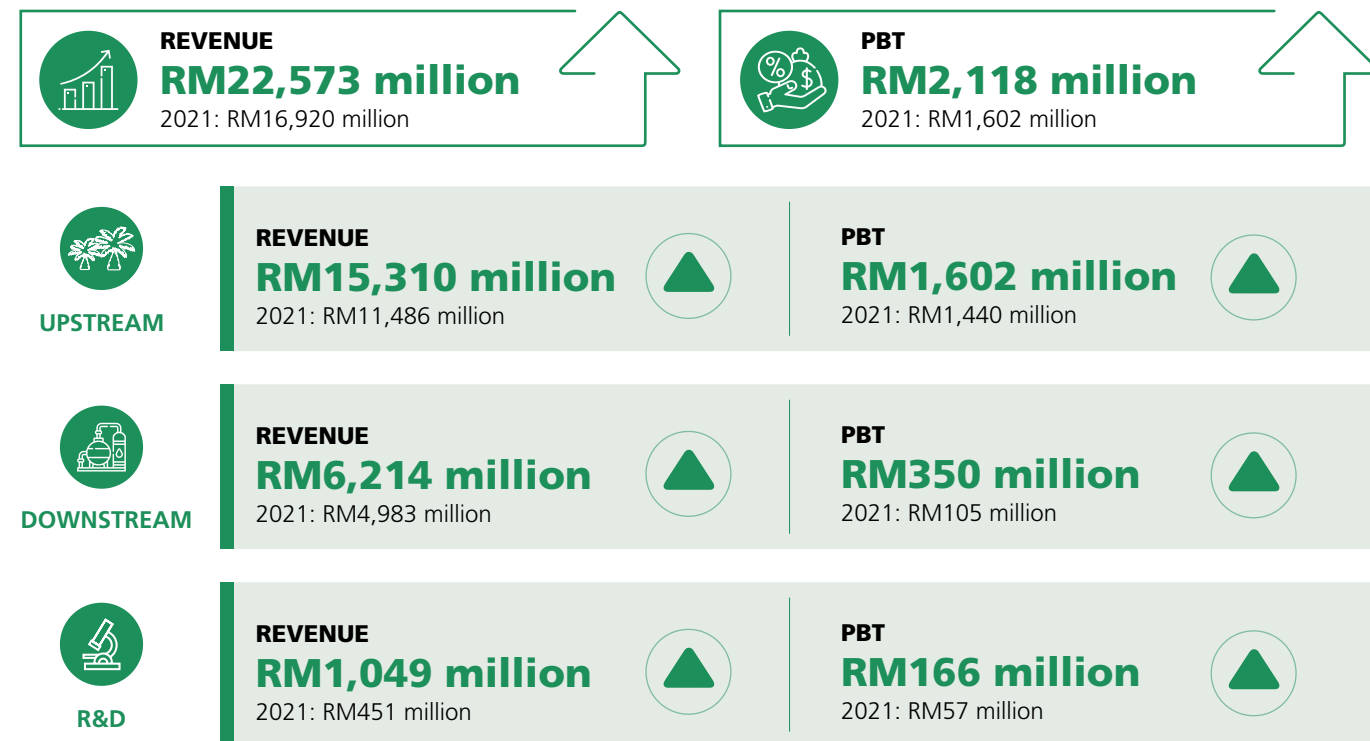 REVENUE
RM22,573 million
2021: RM16,920 million
PBT
RM2,118 million
2021: RM1,602 million
UPSTREAM
REVENUE
RM15,310 million
2021: RM11,486 million
PBT
RM1,602 million
2021: RM1,440 million
DOWNSTREAM
REVENUE
RM6,214 million
2021: RM4,983 million
PBT
RM350 million
2021: RM105 million
R&D
REVENUE
RM1,049 million
2021: RM451 million
PBT
RM166 million
2021: RM57 million